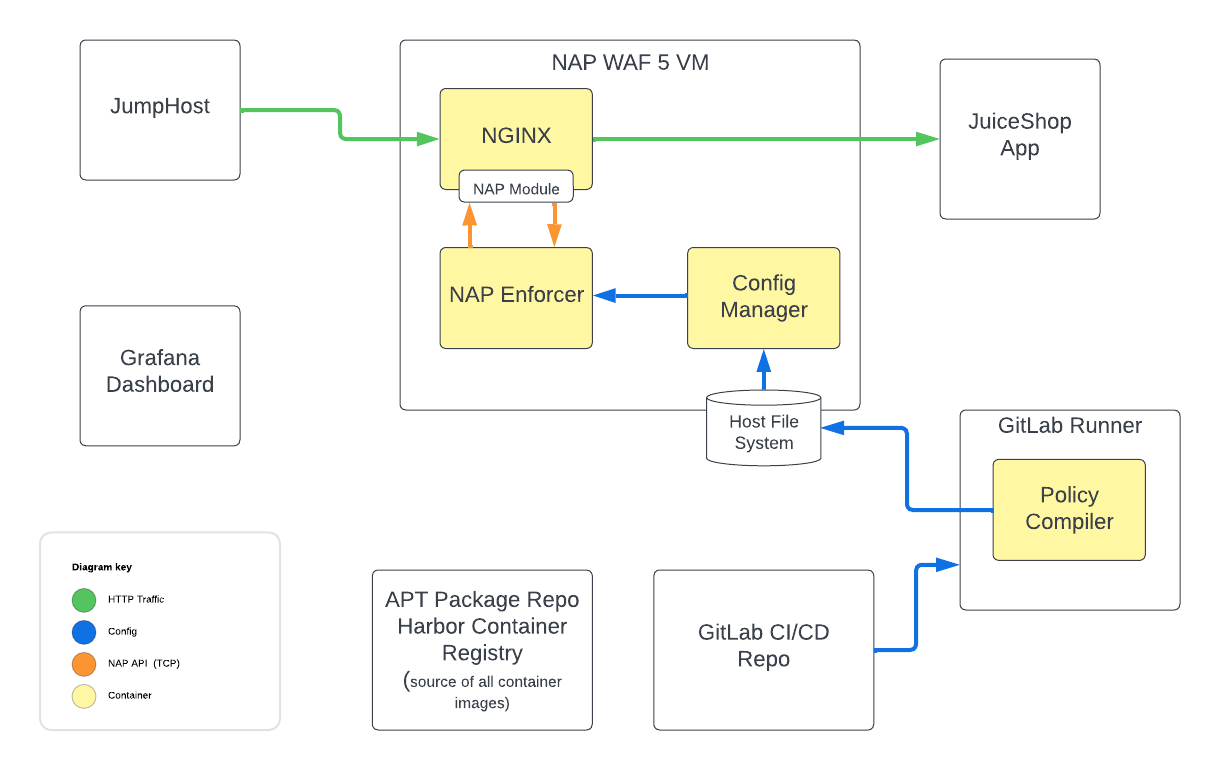 NAP WAF 5 VM
JumpHost
NGINX
NAP Module
JuiceShop
App
NAP Enforcer
Config
Manager
Grafana
Dashboard
Host File
System
GitLab Runner
Policy
Compiler
Diagram key
HTTP Traffic
Config
NAP API (TCP)
Container
APT Package Repo
Harbor Container
Registry
(source of all container
images)
GitLab CI/CD
Repo